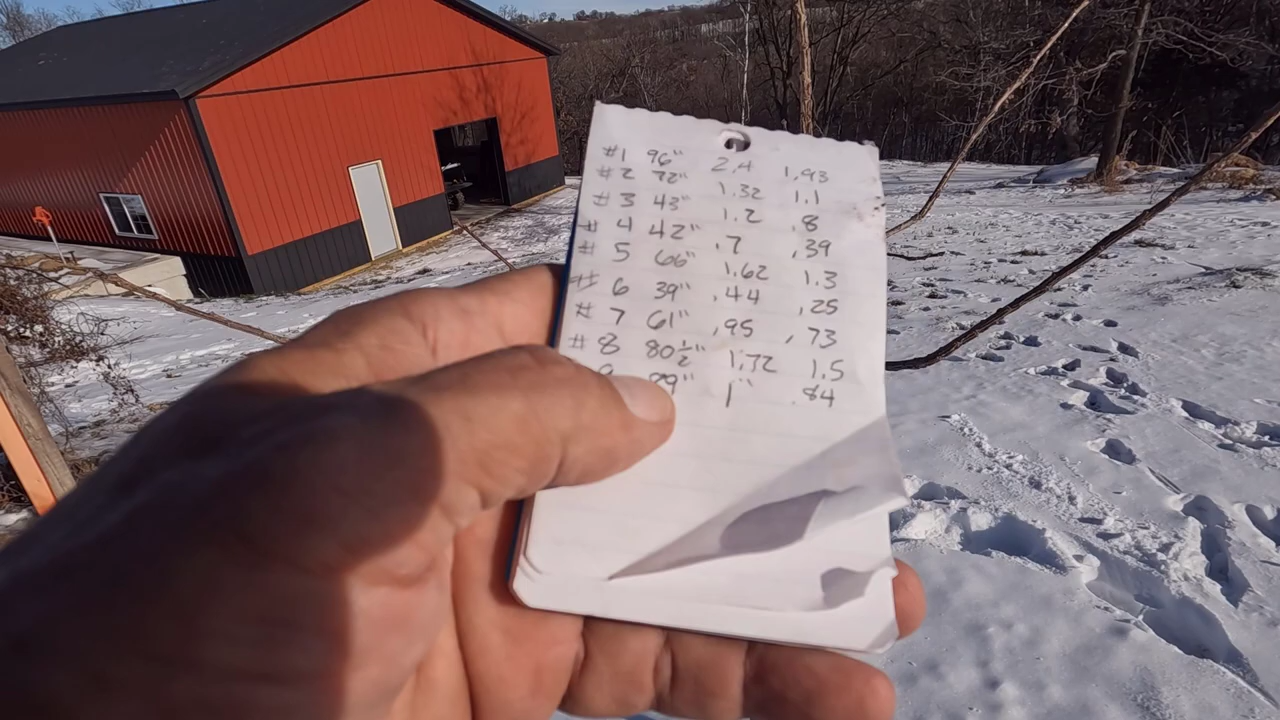 #1 96" 2.4 1.93
#2 72" 1.32 1.1
#3 43" 1.2 .8
#4 42" .7 .39
#5 66" 1.62 1.3
#6 39" .44 .25
#7 61" .95 .73
#8 80½" 1.72 1.5
1" .84